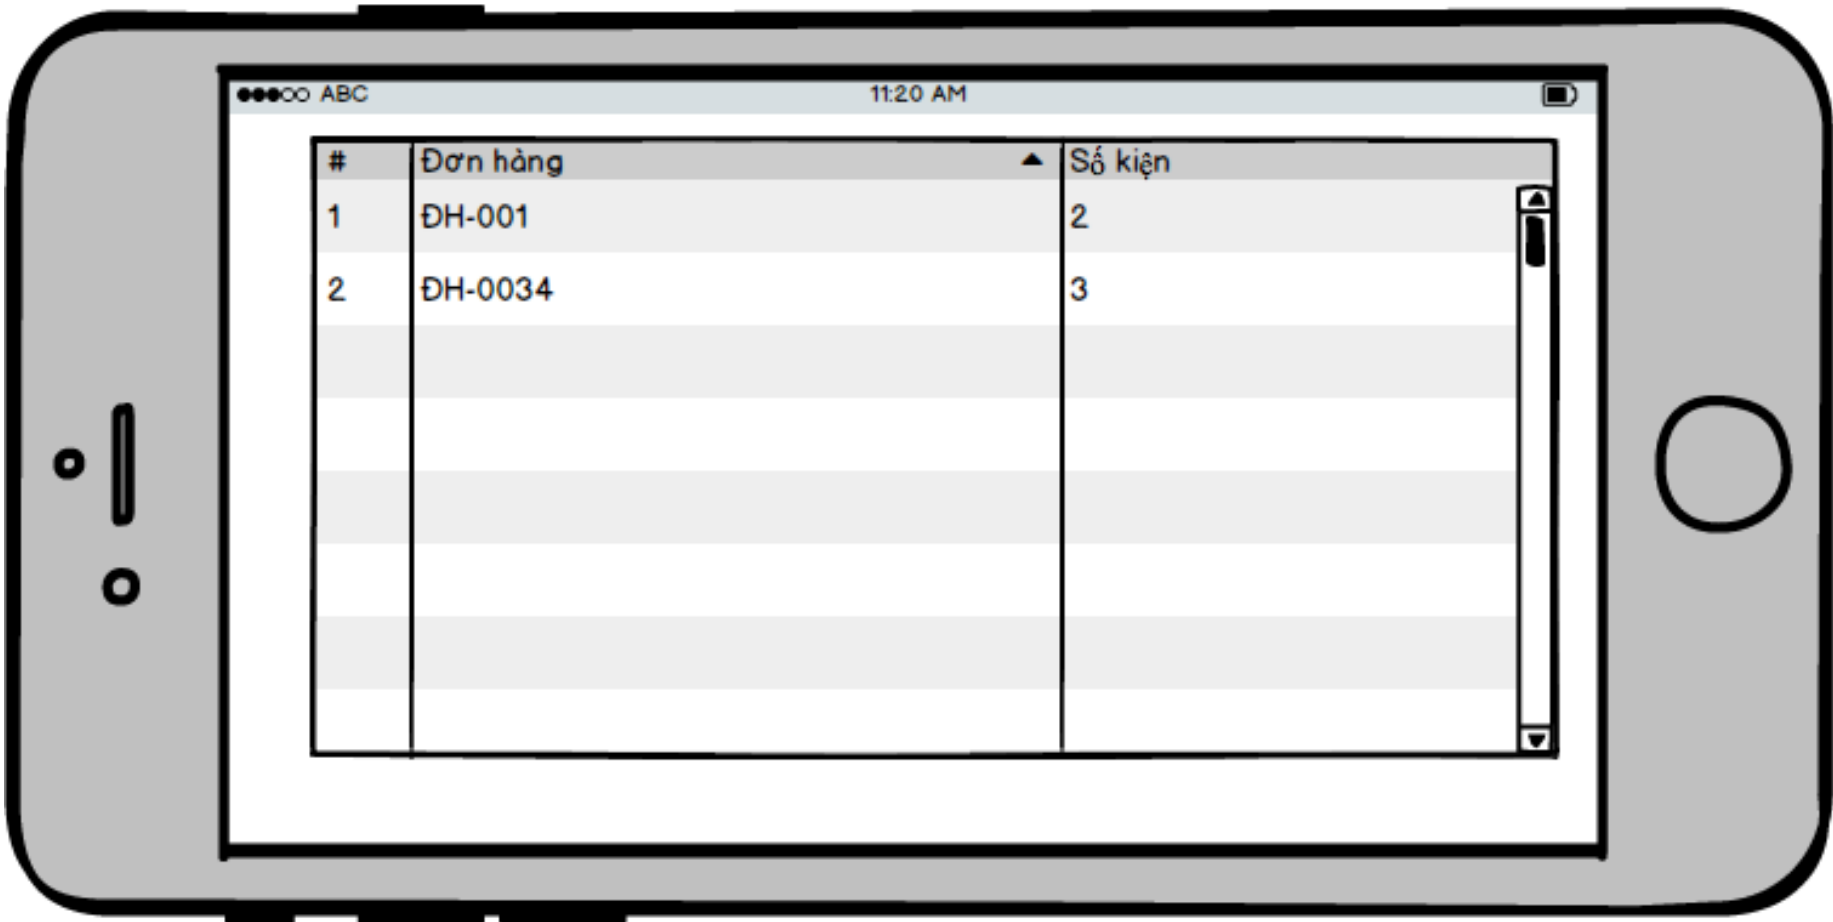 ABC 11:20 AM
# Đơn hàng Số kiện
1 ĐH-001 2
2 ĐH-0034 3